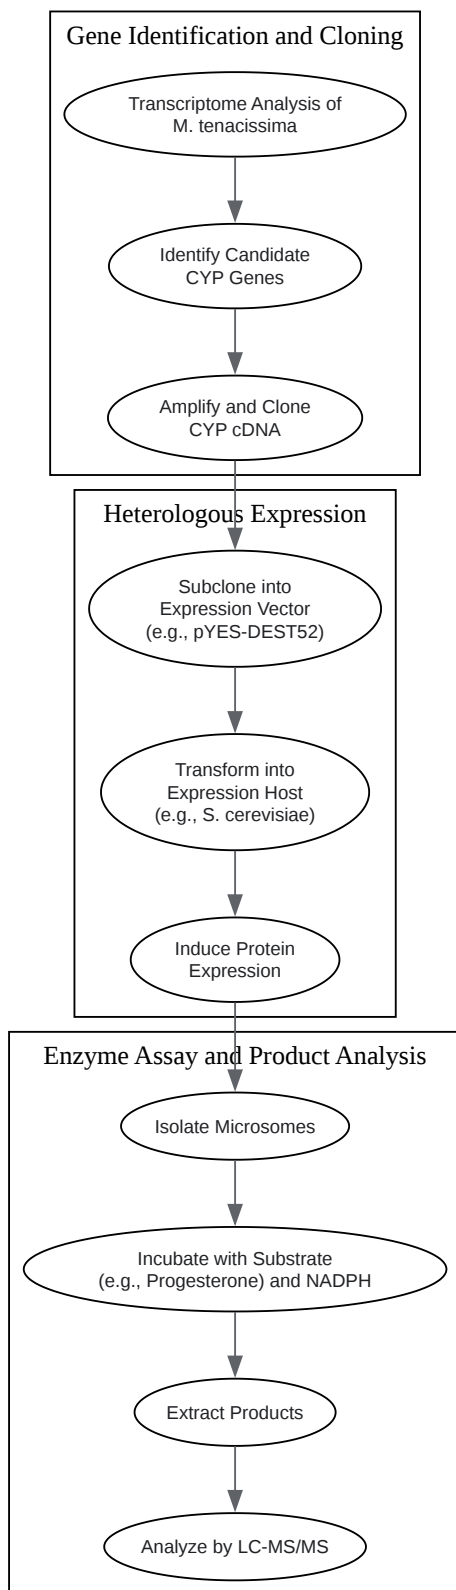 Gene Identification and Cloning
Transcriptome Analysis of
M. tenacissima
Identify Candidate
CYP Genes
Amplify and Clone
CYP cDNA
Heterologous Expression
Subclone into
Expression Vector
(e.g., pYES-DEST52)
Transform into
Expression Host
(e.g., S. cerevisiae)
Induce Protein
Expression
Enzyme Assay and Product Analysis
Isolate Microsomes
Incubate with Substrate
(e.g., Progesterone) and NADPH
Extract Products
Analyze by LC-MS/MS